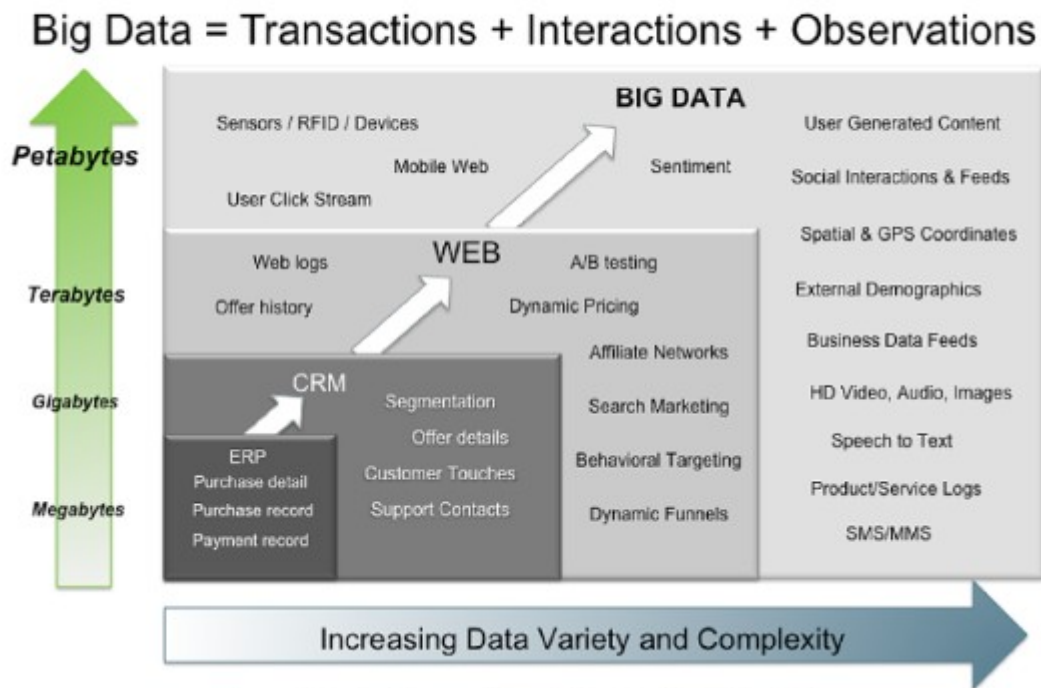 Big Data = Transactions + Interactions + Observations
BIG DATA
Sensors / RFID / Devices
User Generated Content
Petabytes
Mobile Web
Sentiment
Social Interactions & Feeds
User Click Stream
Spatial & GPS Coordinates
WEB
Web logs
A/B testing
Terabytes
External Demographics
Offer history
Dynamic Pricing
Business Data Feeds
Affiliate Networks
CRM
Gigabytes
Segmentation
Search Marketing
HD Video, Audio, Images
Offer details
Speech to Text
ERP
Behavioral Targeting
Customer Touches
Purchase detail
Product/Service Logs
Megabytes
Purchase record
Support Contacts
Dynamic Funnels
SMS/MMS
Payment record
Increasing Data Variety and Complexity